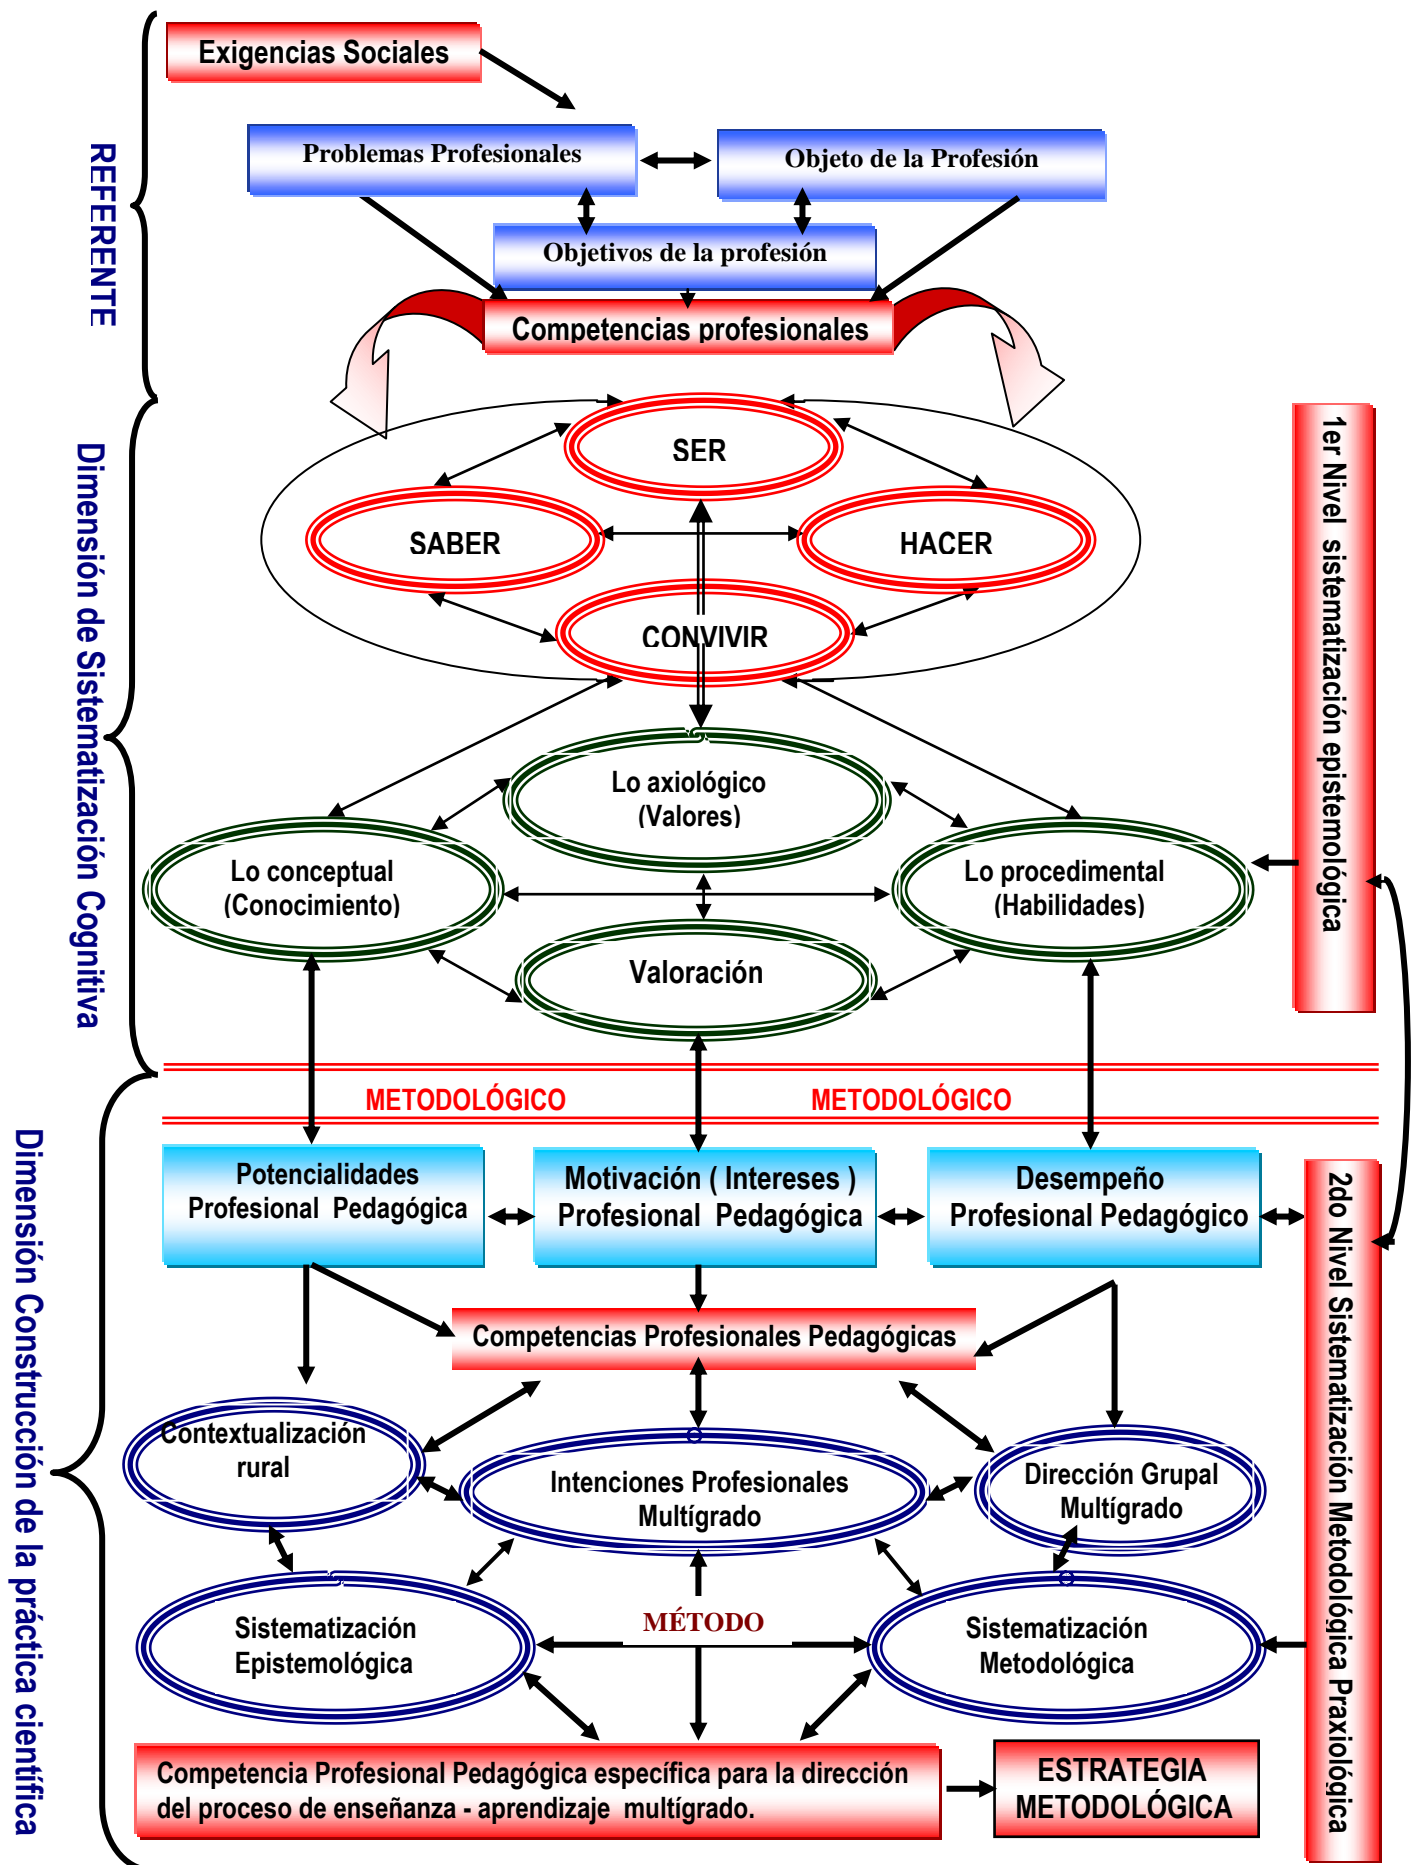 Exigencias Sociales
REFERENTE
Problemas Profesionales
Objeto de la Profesión
Objetivos de la profesión
Competencias profesionales
Dimensión de Sistematización Cognitiva
1er Nivel sistematización epistemológica
SER
SABER
HACER
CONVIVIR
Lo axiológico
(Valores)
Lo conceptual
(Conocimiento)
Lo procedimental
(Habilidades)
Valoración
METODOLÓGICO
METODOLÓGICO
Dimensión Construcción de la práctica científica
2do Nivel Sistematización Metodológica Praxiológica
Potencialidades
Profesional Pedagógica
Motivación ( Intereses )
Profesional Pedagógica
Desempeño
Profesional Pedagógico
Competencias Profesionales Pedagógicas
Contextualización
rural
Intenciones Profesionales
Multígrado
Dirección Grupal
Multígrado
Sistematización
Epistemológica
MÉTODO
Sistematización
Metodológica
Competencia Profesional Pedagógica específica para la dirección
del proceso de enseñanza - aprendizaje multígrado.
ESTRATEGIA
METODOLÓGICA